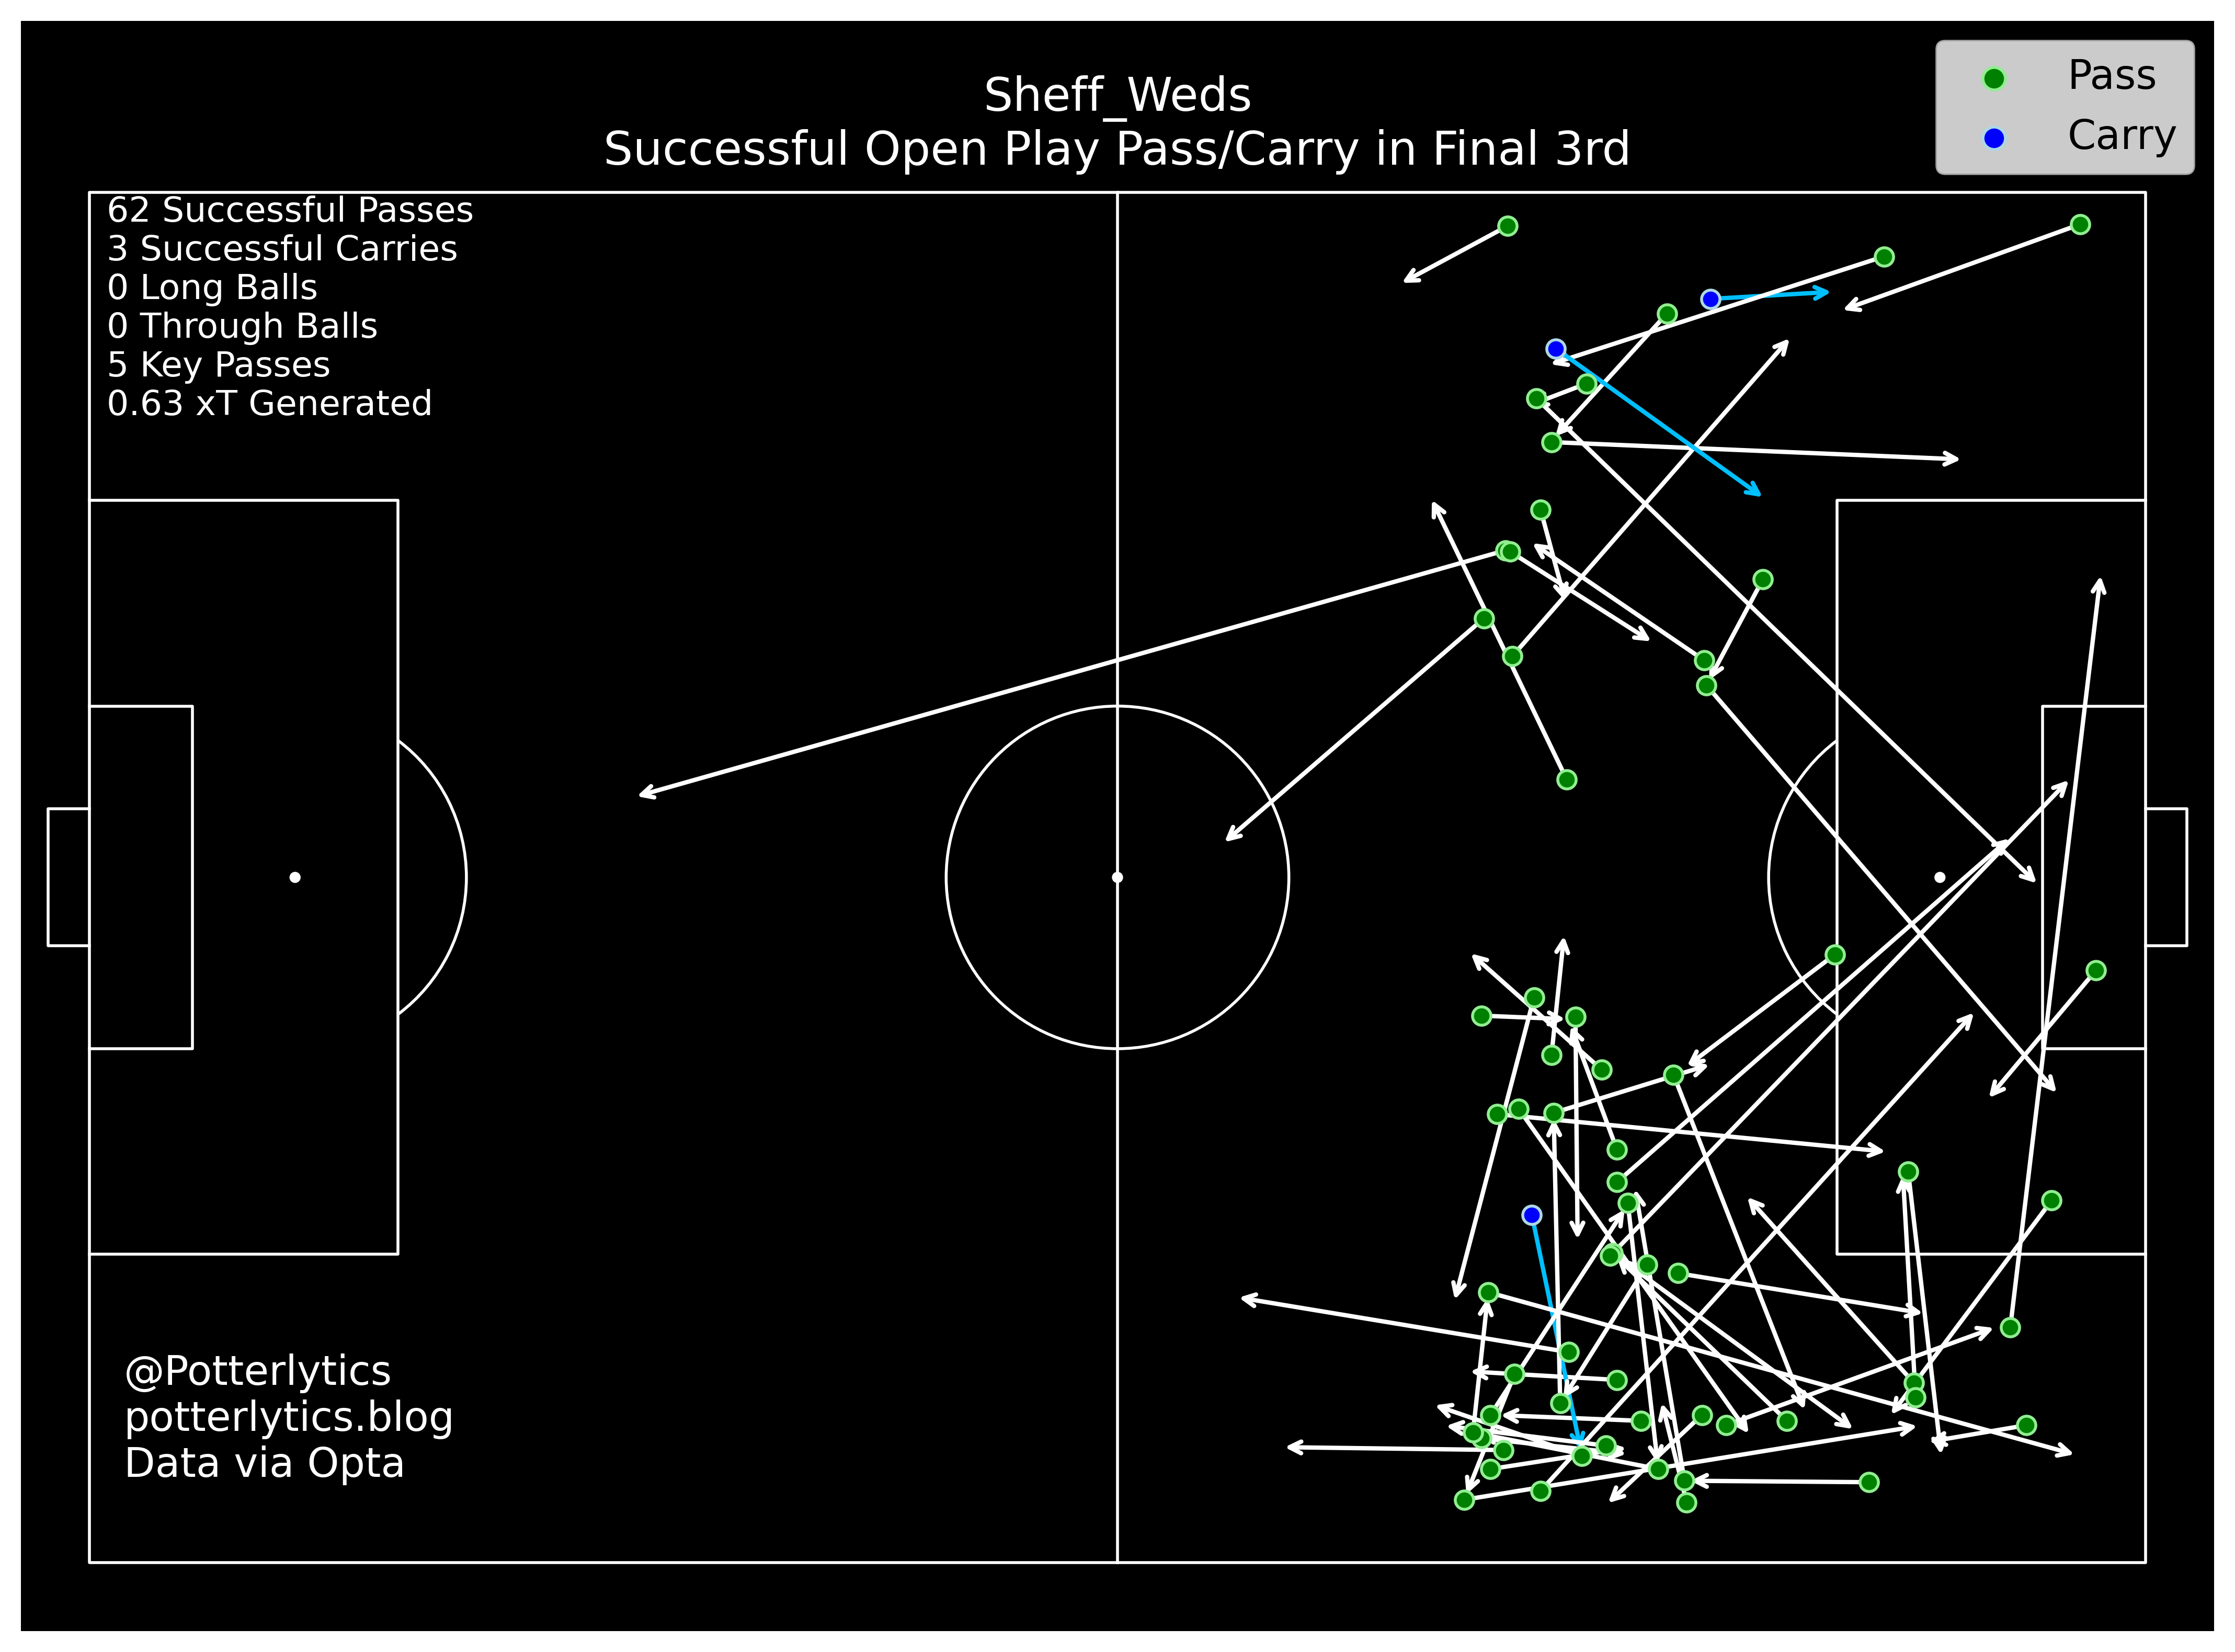 Sheff_Weds
Successful Open Play Pass/Carry in Final 3rd
Pass
Carry
62 Successful Passes
3 Successful Carries
0 Long Balls
0 Through Balls
5 Key Passes
0.63 xT Generated
@Potterlytics
potterlytics.blog
Data via Opta